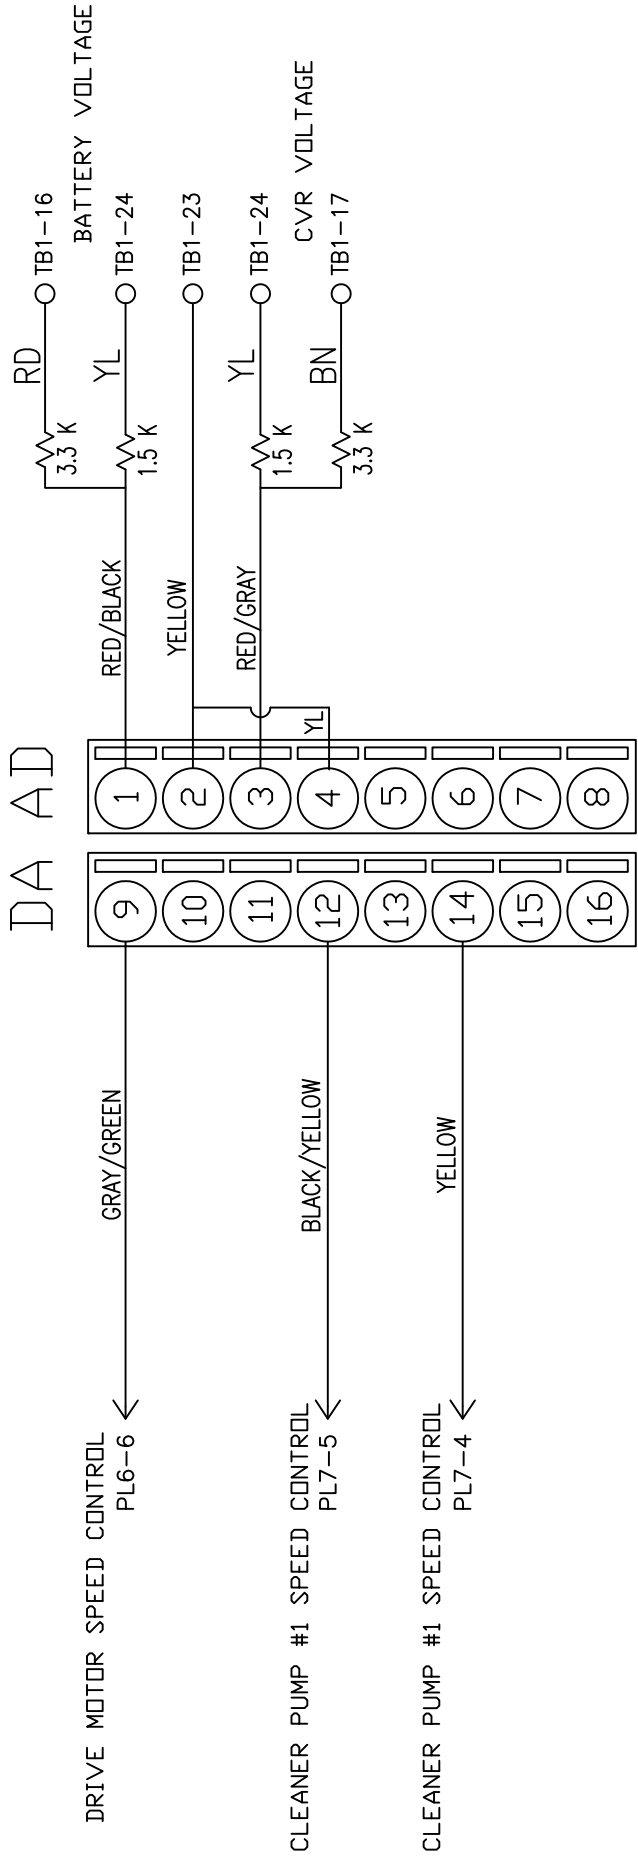 BATTERY VOLTAGE
TB1-16
RD
3.3 K
TB1-24
YL
1.5 K
RED/BLACK
TB1-23
YELLOW
TB1-24
YL
1.5 K
RED/GRAY
CVR VOLTAGE
TB1-17
BN
3.3 K
YL
AD
1
2
3
4
5
6
7
8
DA
9
10
11
12
13
14
15
16
GRAY/GREEN
DRIVE MOTOR SPEED CONTROL
PL6-6
BLACK/YELLOW
CLEANER PUMP #1 SPEED CONTROL
PL7-5
YELLOW
CLEANER PUMP #1 SPEED CONTROL
PL7-4